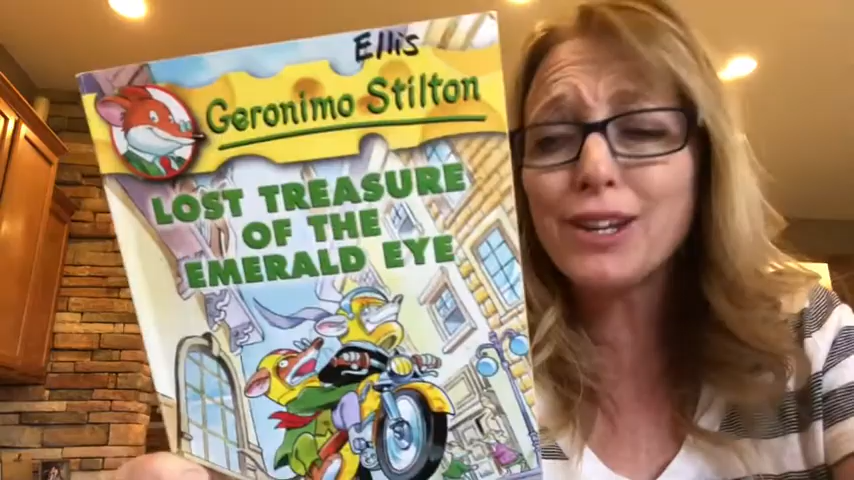 Ellis
Geronimo Stilton
LOST TREASURE
OF THE
EMERALD EYE